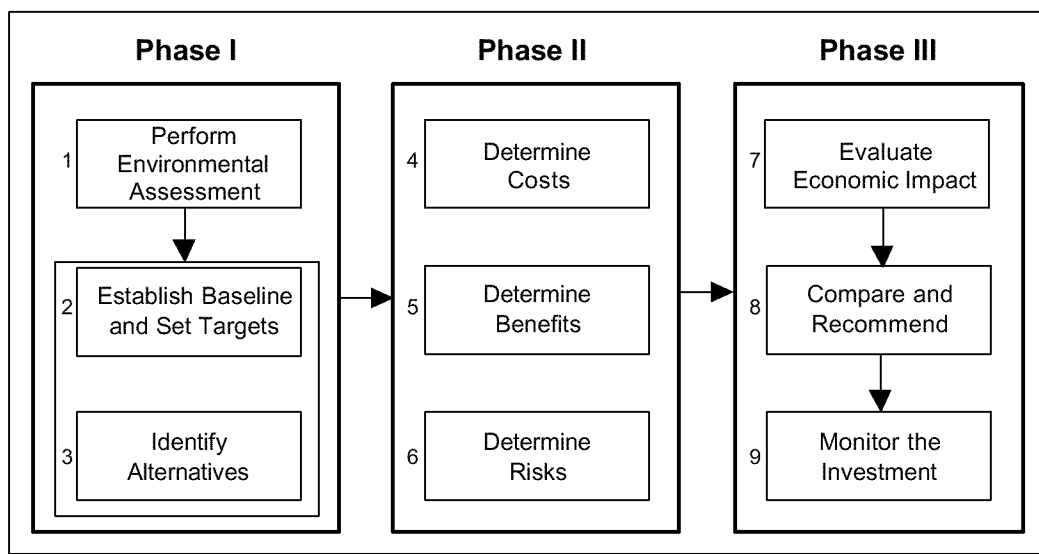 Phase I
1
Perform
Environmental
Assessment
2
Establish Baseline
and Set Targets
3
Identify
Alternatives
Phase II
4
Determine
Costs
5
Determine
Benefits
6
Determine
Risks
Phase III
7
Evaluate
Economic Impact
8
Compare and
Recommend
9
Monitor the
Investment